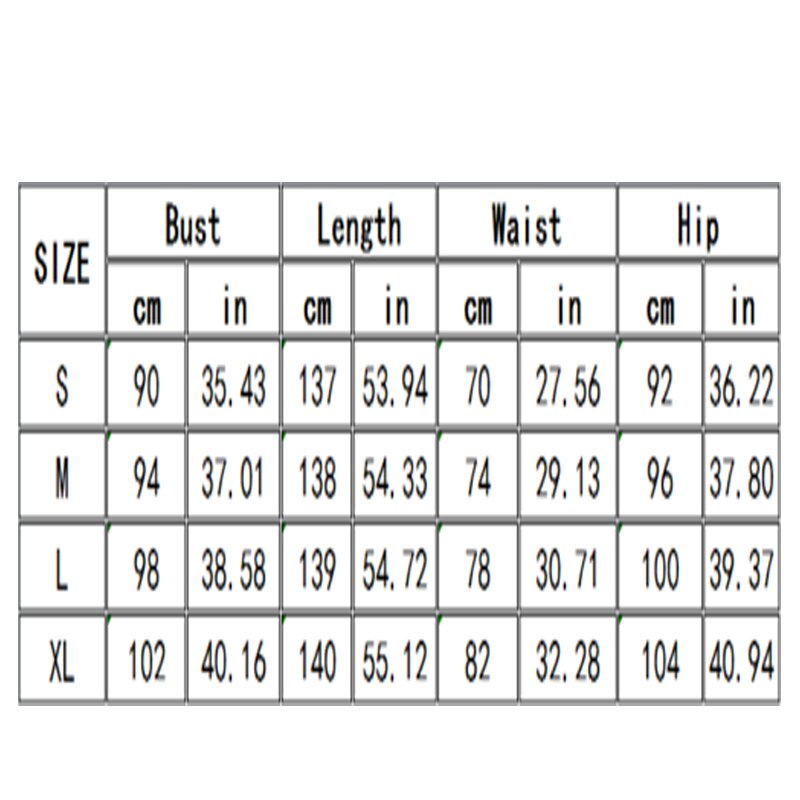 SIZE Bust Length Waist Hip
cm in cm in cm in cm in
S 90 35.43 137 53.94 70 27.56 92 36.22
M 94 37.01 138 54.33 74 29.13 96 37.80
L 98 38.58 139 54.72 78 30.71 100 39.37
XL 102 40.16 140 55.12 82 32.28 104 40.94